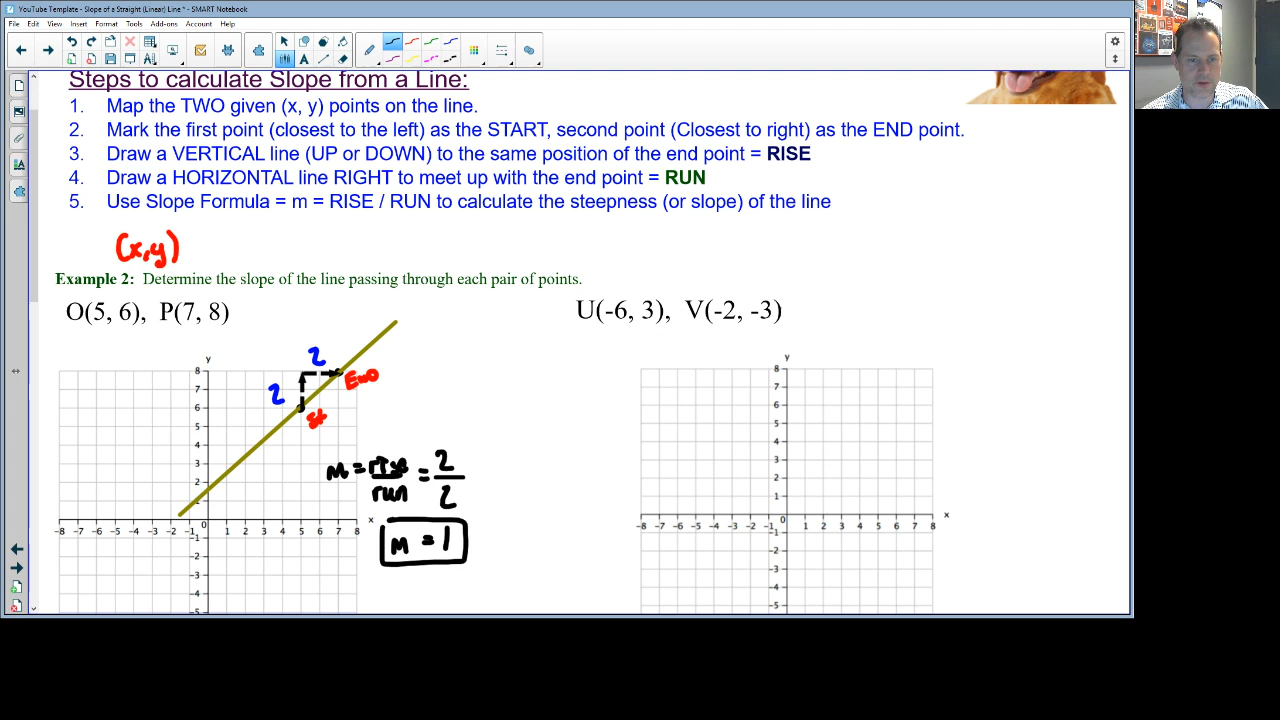 YouTube Template - Slope of a Straight (Linear) Line * - SMART Notebook
File Edit View Insert Format Tools Add-ons Account Help
Steps to calculate Slope from a Line:
1. Map the TWO given (x, y) points on the line.
2. Mark the first point (closest to the left) as the START, second point (Closest to right) as the END point.
3. Draw a VERTICAL line (UP or DOWN) to the same position of the end point = RISE
4. Draw a HORIZONTAL line RIGHT to meet up with the end point = RUN
5. Use Slope Formula = m = RISE / RUN to calculate the steepness (or slope) of the line
(x,y)
Example 2: Determine the slope of the line passing through each pair of points.
O(5, 6), P(7, 8)
2
2
St
END
y
8
7
6
5
4
3
2
1
0
-8 -7 -6 -5 -4 -3 -2 -1 1 2 3 4 5 6 7 8 x
-1
-2
-3
-4
-5
m = rise/run = 2/2
m = 1
U(-6, 3), V(-2, -3)
y
8
7
6
5
4
3
2
1
0
-8 -7 -6 -5 -4 -3 -2 -1 1 2 3 4 5 6 7 8 x
-1
-2
-3
-4
-5